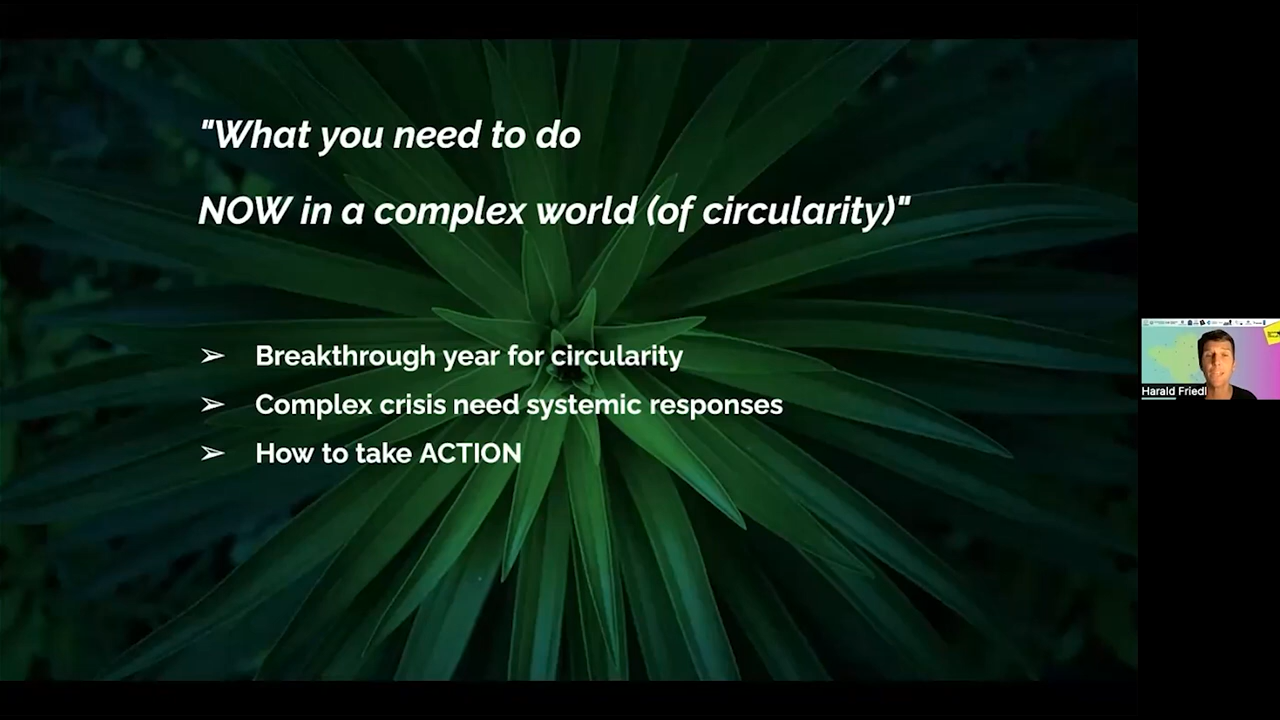 "What you need to do
NOW in a complex world (of circularity)"
➢ Breakthrough year for circularity
➢ Complex crisis need systemic responses
➢ How to take ACTION
Harald Friedl